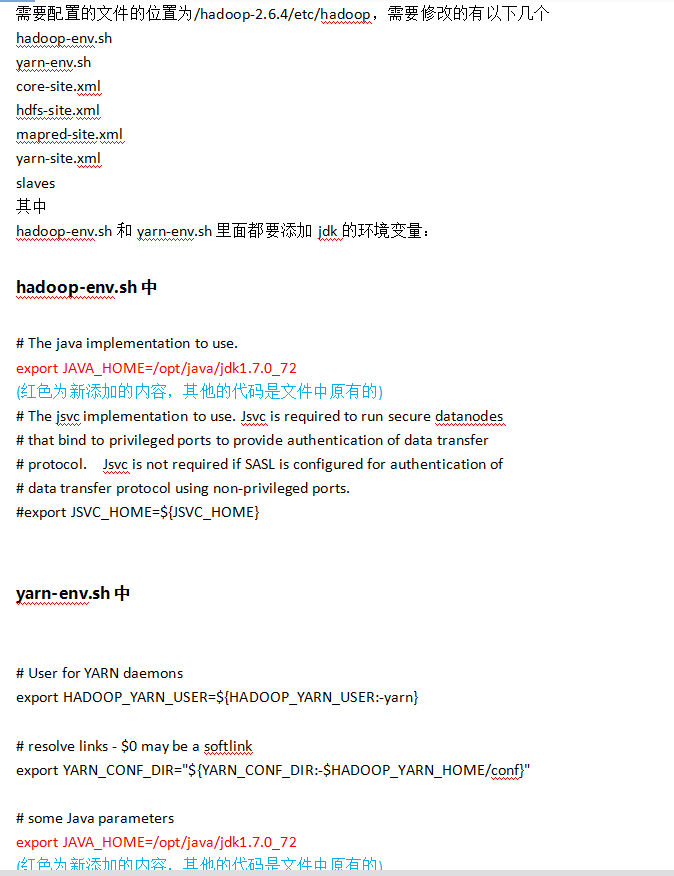 需要配置的文件的位置为/hadoop-2.6.4/etc/hadoop，需要修改的有以下几个
hadoop-env.sh
yarn-env.sh
core-site.xml
hdfs-site.xml
mapred-site.xml
yarn-site.xml
slaves
其中
hadoop-env.sh 和 yarn-env.sh 里面都要添加 jdk 的环境变量：
hadoop-env.sh 中
# The java implementation to use.
export JAVA_HOME=/opt/java/jdk1.7.0_72
(红色为新添加的内容，其他的代码是文件中原有的)
# The jsvc implementation to use. Jsvc is required to run secure datanodes
# that bind to privileged ports to provide authentication of data transfer
# protocol.    Jsvc is not required if SASL is configured for authentication of
# data transfer protocol using non-privileged ports.
#export JSVC_HOME=${JSVC_HOME}
yarn-env.sh 中
# User for YARN daemons
export HADOOP_YARN_USER=${HADOOP_YARN_USER:-yarn}
# resolve links - $0 may be a softlink
export YARN_CONF_DIR="${YARN_CONF_DIR:-$HADOOP_YARN_HOME/conf}"
# some Java parameters
export JAVA_HOME=/opt/java/jdk1.7.0_72
(红色为新添加的内容，其他的代码是文件中原有的)